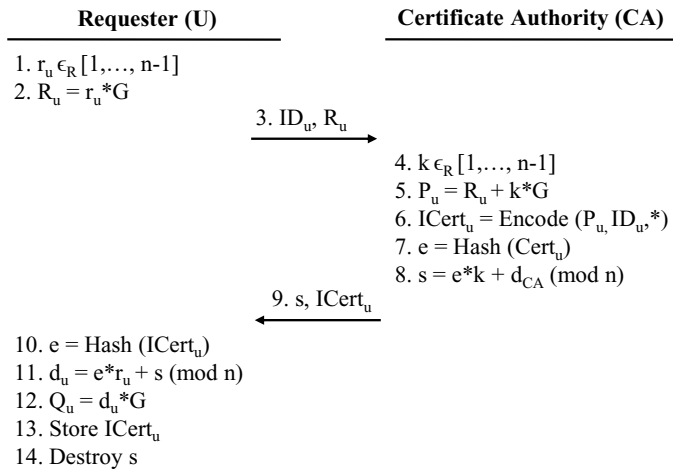 Requester (U)
Certificate Authority (CA)
1. r_u ϵ_R [1,…, n-1]
2. R_u = r_u*G
3. ID_u, R_u
4. k ϵ_R [1,…, n-1]
5. P_u = R_u + k*G
6. ICert_u = Encode (P_u, ID_u,*)
7. e = Hash (Cert_u)
8. s = e*k + d_CA (mod n)
9. s, ICert_u
10. e = Hash (ICert_u)
11. d_u = e*r_u + s (mod n)
12. Q_u = d_u*G
13. Store ICert_u
14. Destroy s